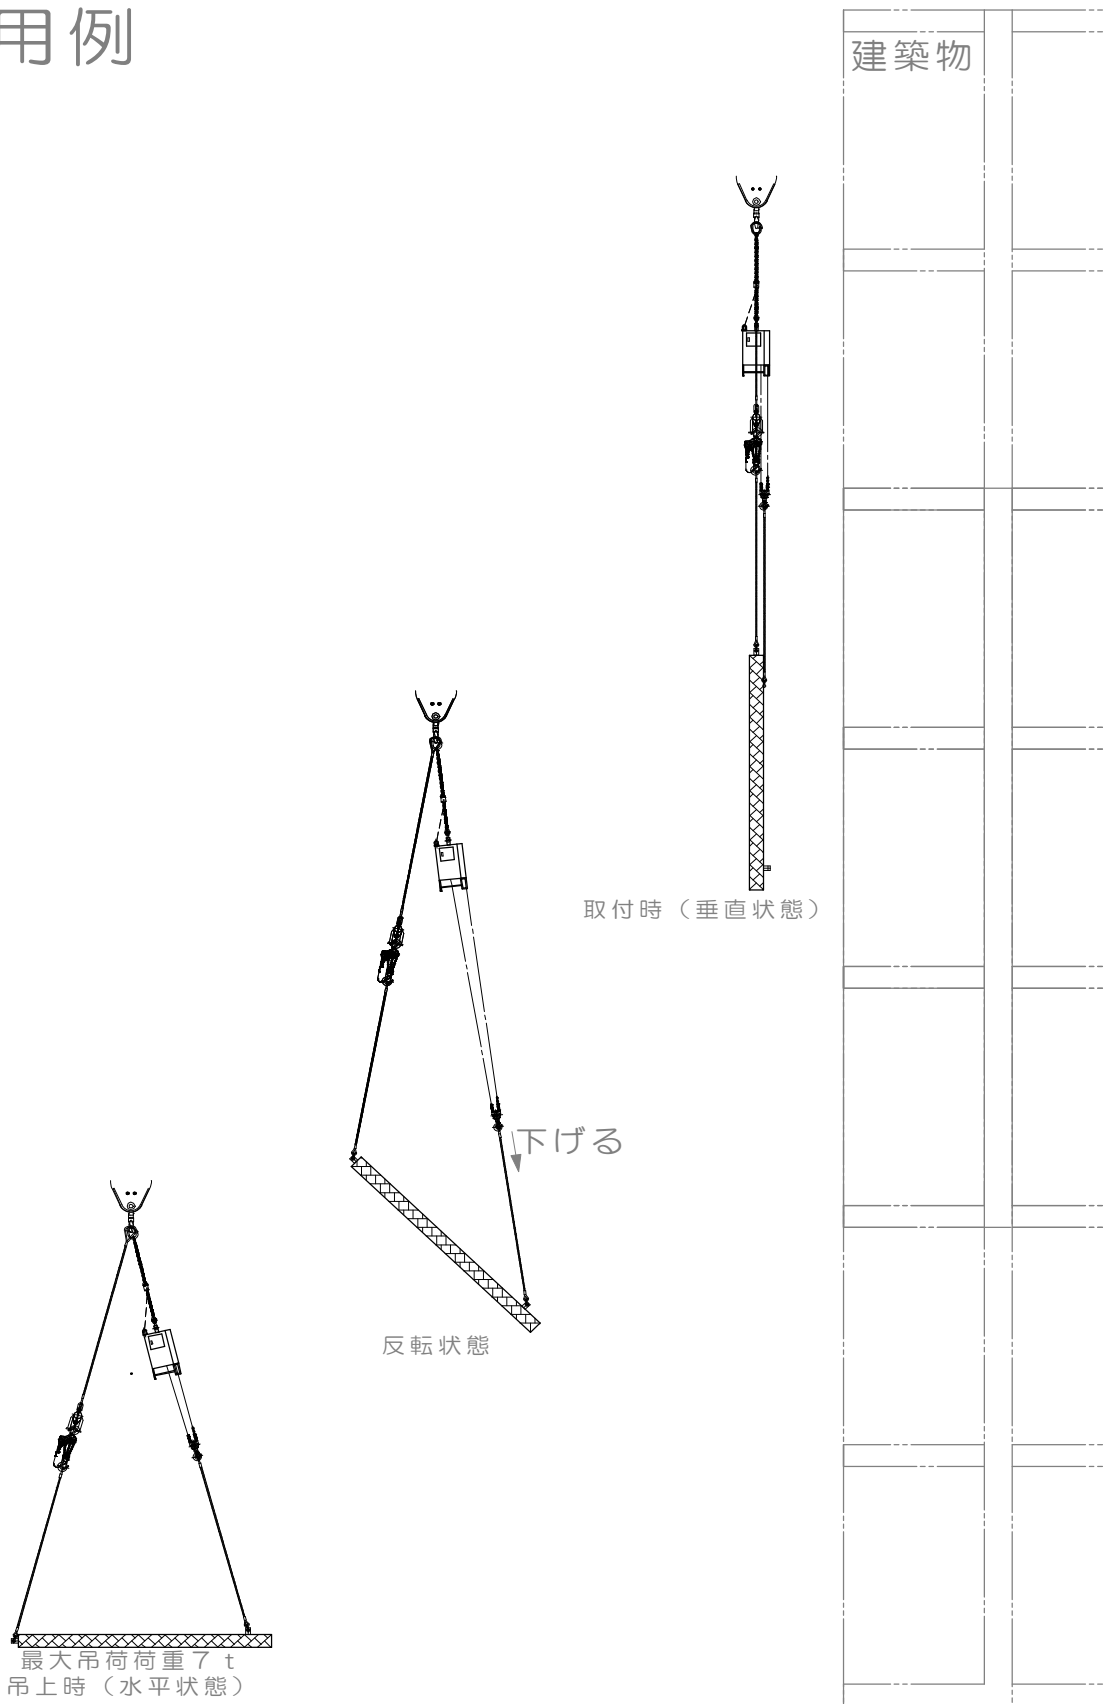 用例
建築物
取付時（垂直状態）
下げる
反転状態
最大吊荷荷重７ｔ
吊上時（水平状態）